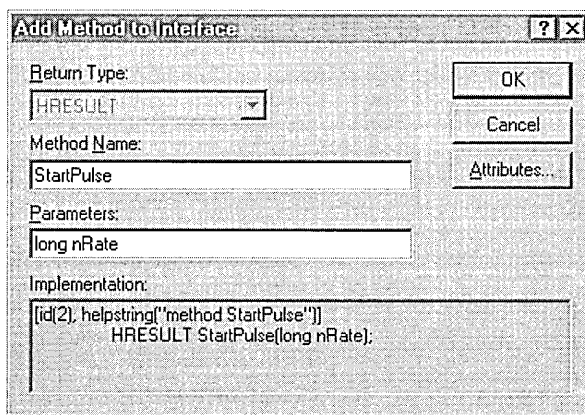 Add Method to Interface
Return Type:
HRESULT
Method Name:
StartPulse
Parameters:
long nRate
Implementation:
[id(2), helpstring("method StartPulse")]
HRESULT StartPulse(long nRate);
OK
Cancel
Attributes...